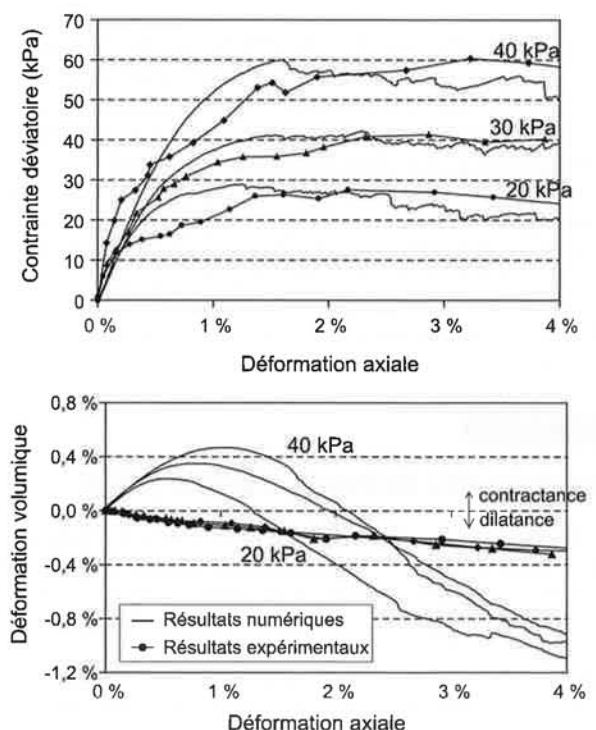 Contrainte déviatoire (kPa)
70
60
50
40
30
20
10
0
40 kPa
30 kPa
20 kPa
0 %
1 %
2 %
3 %
4 %
Déformation axiale
Déformation volumique
0,8 %
0,4 %
0,0 %
-0,4 %
-0,8 %
-1,2 %
40 kPa
contractance
dilatance
20 kPa
Résultats numériques
Résultats expérimentaux
0 %
1 %
2 %
3 %
4 %
Déformation axiale